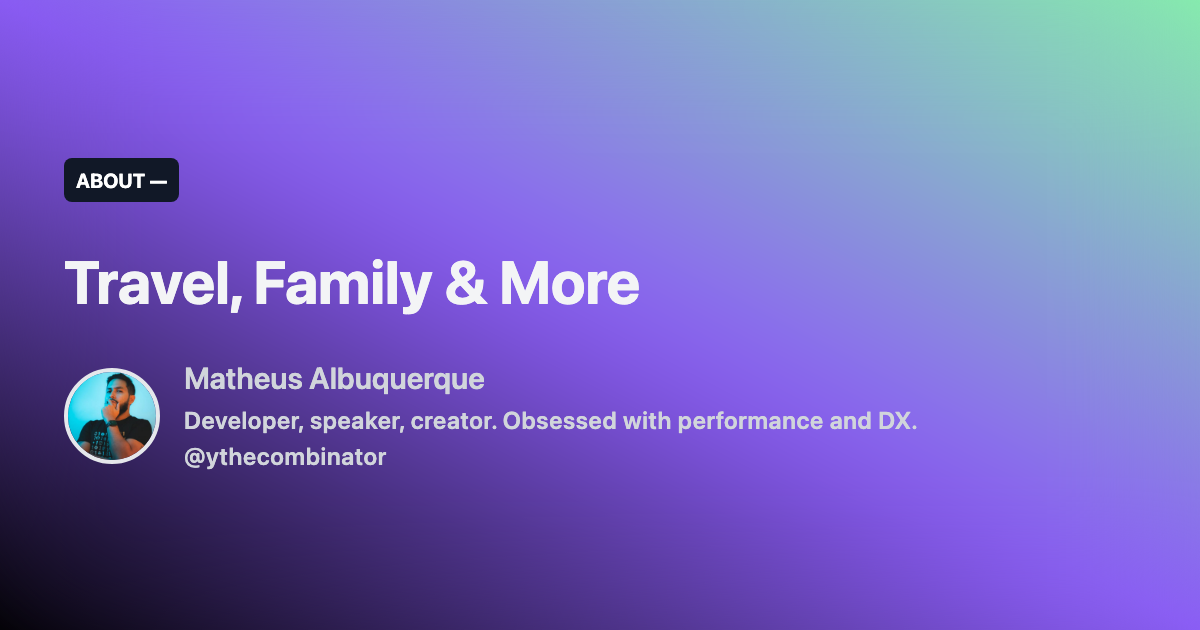 ABOUT —
Travel, Family & More
Matheus Albuquerque
Developer, speaker, creator. Obsessed with performance and DX.
@ythecombinator